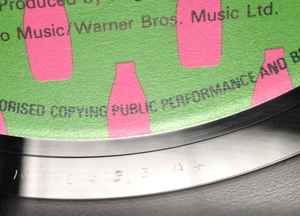 Produced by
o Music/Warner Bros. Music Ltd.
ORISED COPYING PUBLIC PERFORMANCE AND B